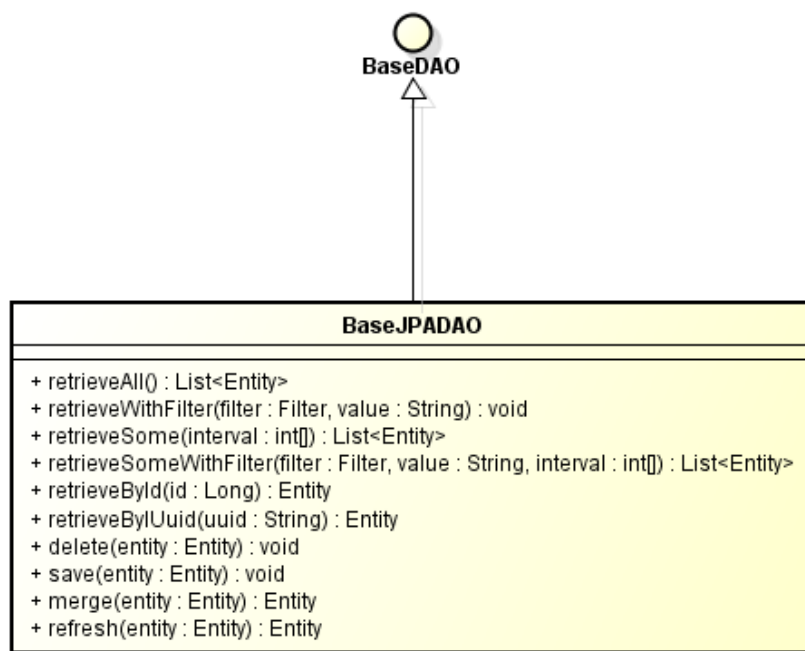 BaseDAO
BaseJPADAO
+ retrieveAll() : List<Entity>
+ retrieveWithFilter(filter : Filter, value : String) : void
+ retrieveSome(interval : int[]) : List<Entity>
+ retrieveSomeWithFilter(filter : Filter, value : String, interval : int[]) : List<Entity>
+ retrieveById(id : Long) : Entity
+ retrieveByIUuid(uuid : String) : Entity
+ delete(entity : Entity) : void
+ save(entity : Entity) : void
+ merge(entity : Entity) : Entity
+ refresh(entity : Entity) : Entity